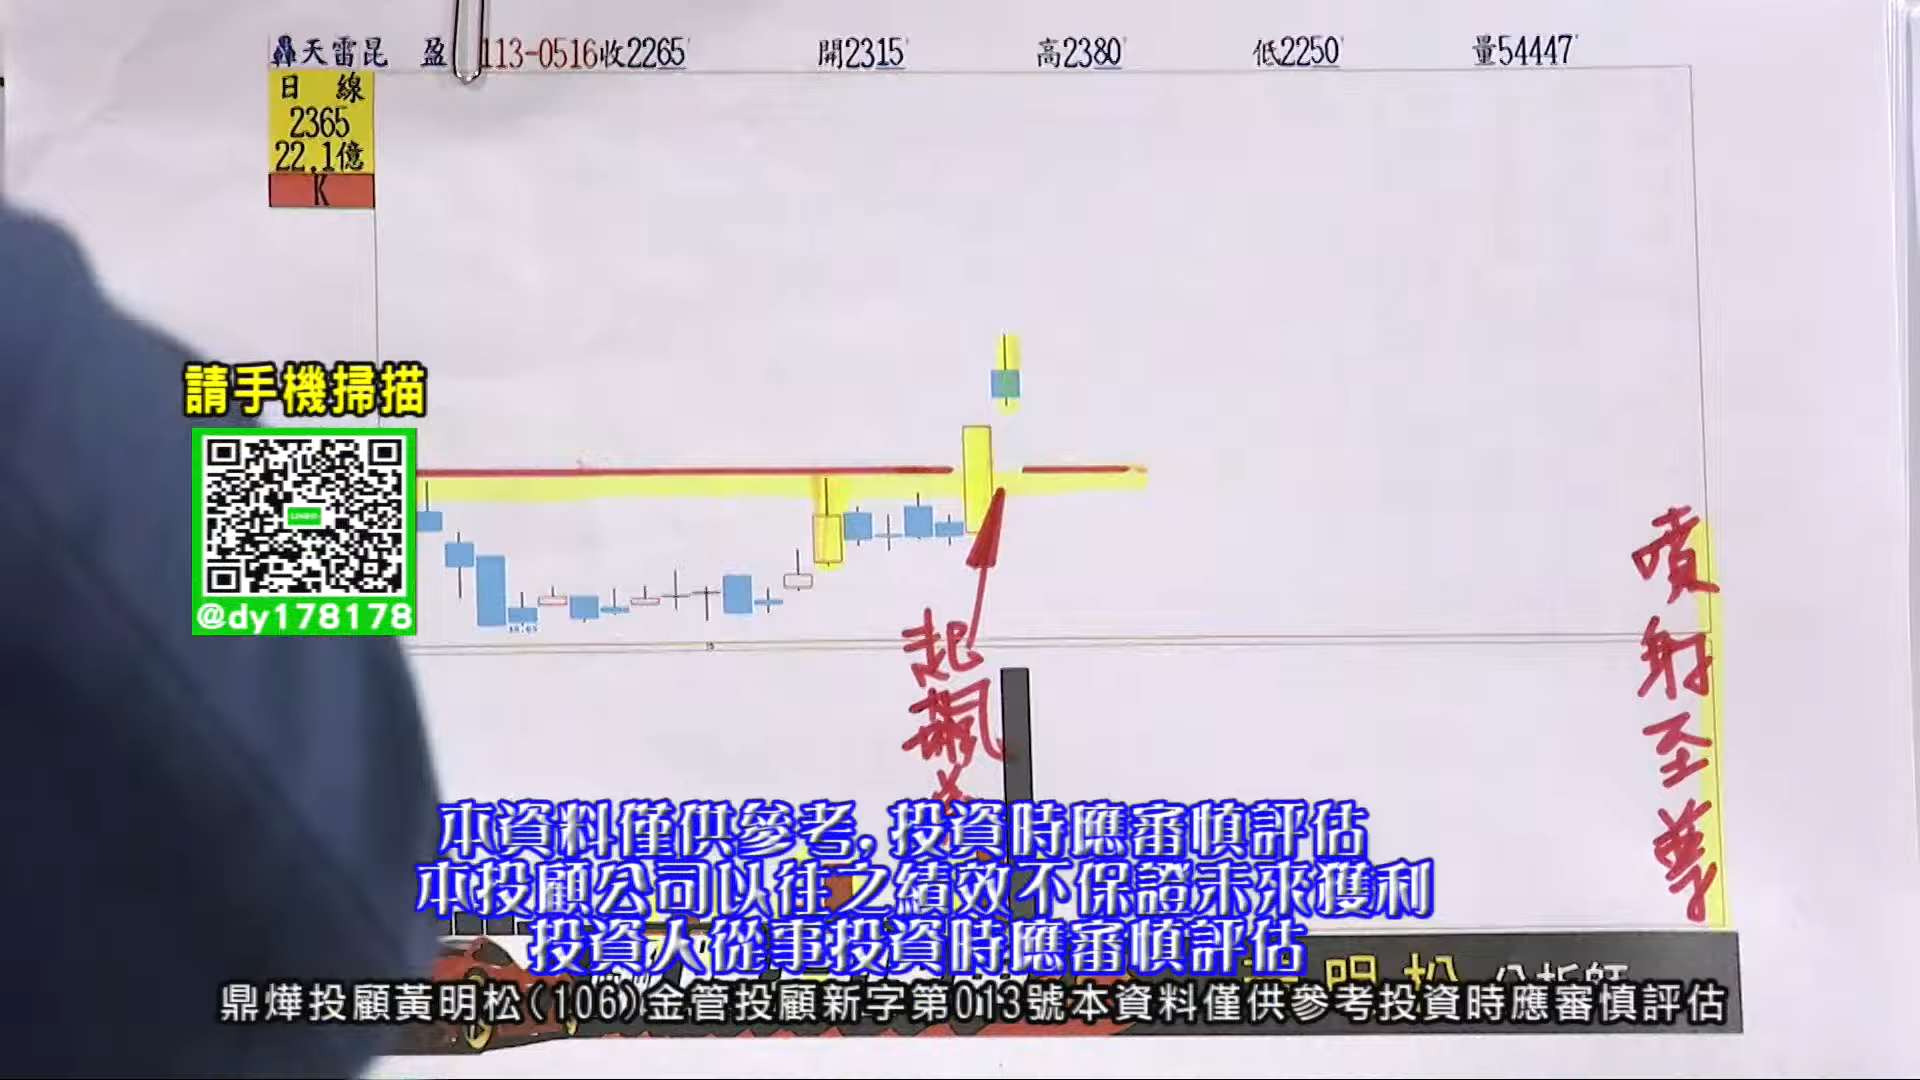 轟天雷昆 盈 113-0516收2265 開2315 高2380 低2250 量54447
日 線
2365
22.1億
K
請手機掃描
@dy178178
起飆
噴射至尊
本資料僅供參考,投資時應審慎評估
本投顧公司以往之績效不保證未來獲利
投資人從事投資時應審慎評估
明松 分析師
鼎燁投顧黃明松(106)金管投顧新字第013號本資料僅供參考投資時應審慎評估